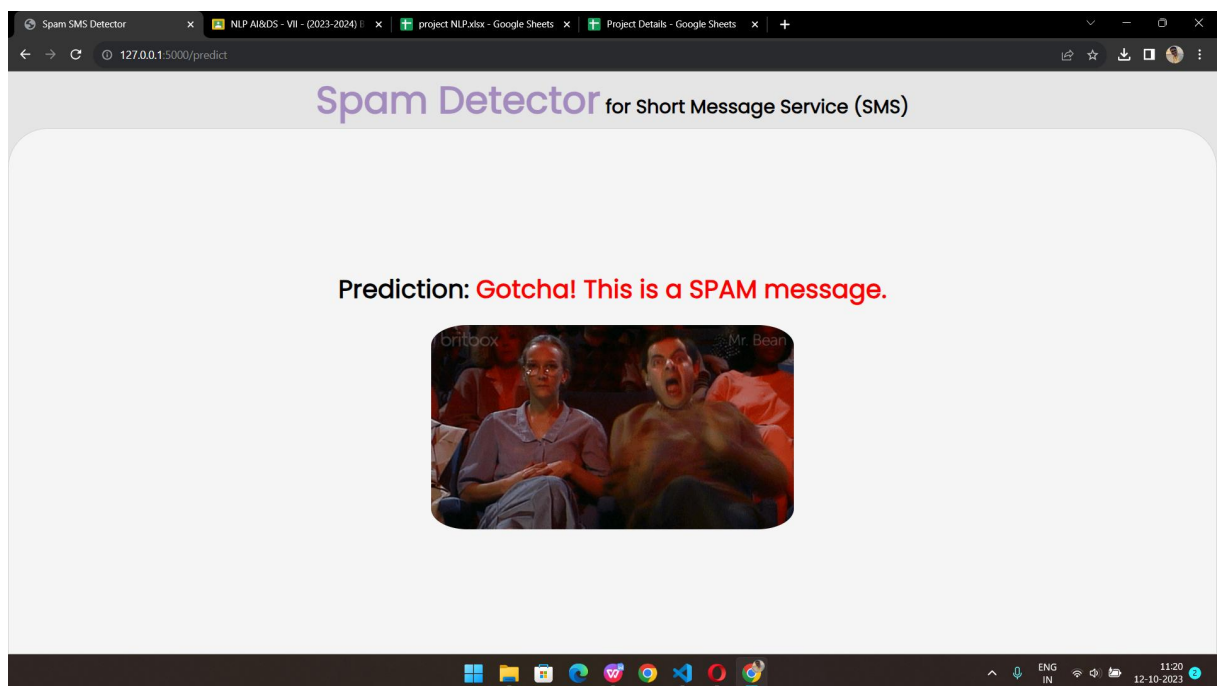 Spam SMS Detector
NLP AI&DS - VII - (2023-2024)
project NLP.xlsx - Google Sheets
Project Details - Google Sheets
127.0.0.1:5000/predict
Spam Detector for Short Message Service (SMS)
Prediction: Gotcha! This is a SPAM message.
britbox
Mr. Bean
ENG
IN
11:20
12-10-2023
2